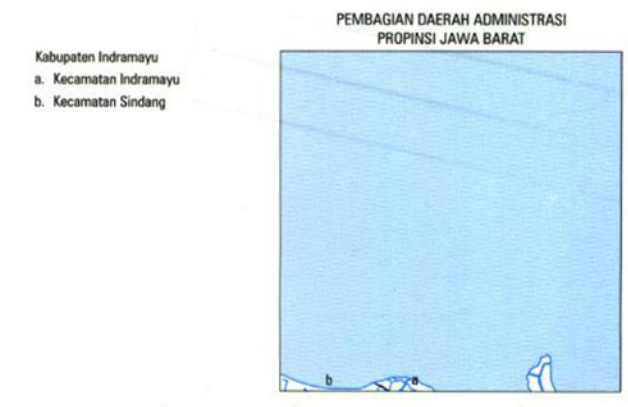 PEMBAGIAN DAERAH ADMINISTRASI
PROPINSI JAWA BARAT
Kabupaten Indramayu
a. Kecamatan Indramayu
b. Kecamatan Sindang
b
a